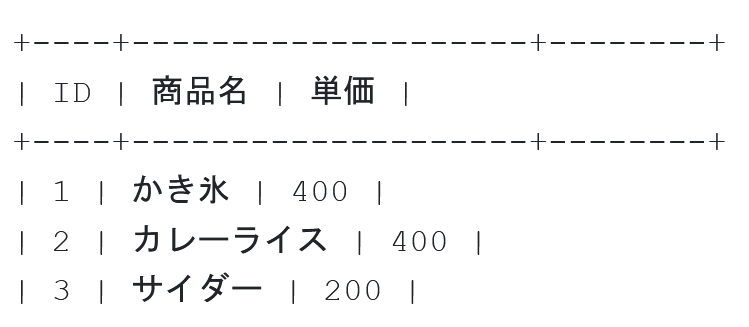 +----+--------------------+--------+
| ID | 商品名 | 単価 |
+----+--------------------+--------+
| 1 | かき氷 | 400 |
| 2 | カレーライス | 400 |
| 3 | サイダー | 200 |